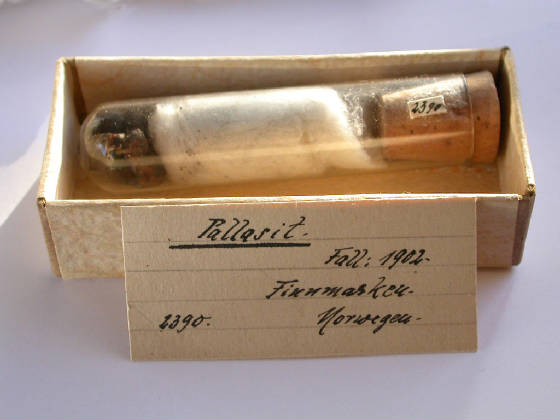 2390
Pallasit.
Fall: 1902.
Finnmarken.
2390. Norwegen.